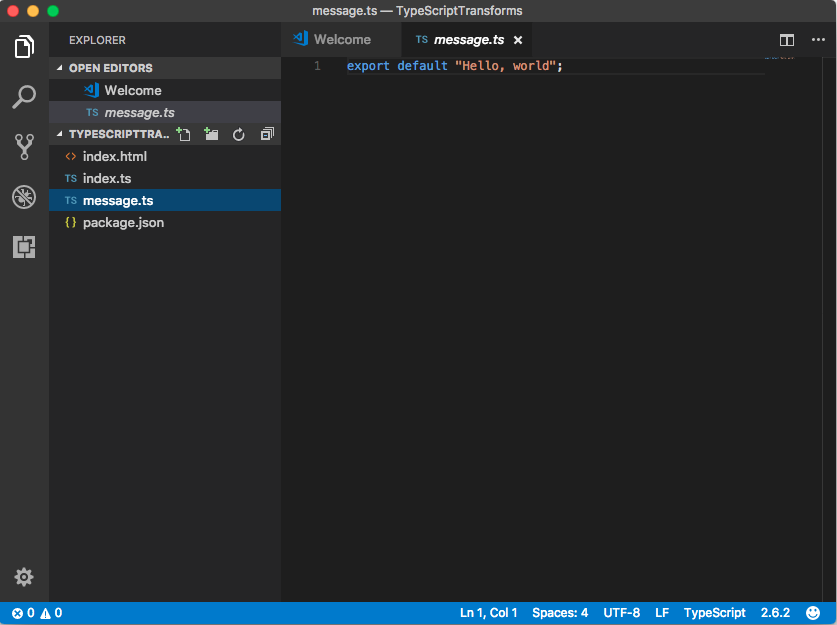 message.ts — TypeScriptTransforms
EXPLORER
OPEN EDITORS
Welcome
TS message.ts
TYPESCRIPTTRA..
<> index.html
TS index.ts
TS message.ts
{} package.json
Welcome
TS message.ts
1 export default "Hello, world";
0 0
Ln 1, Col 1 Spaces: 4 UTF-8 LF TypeScript 2.6.2